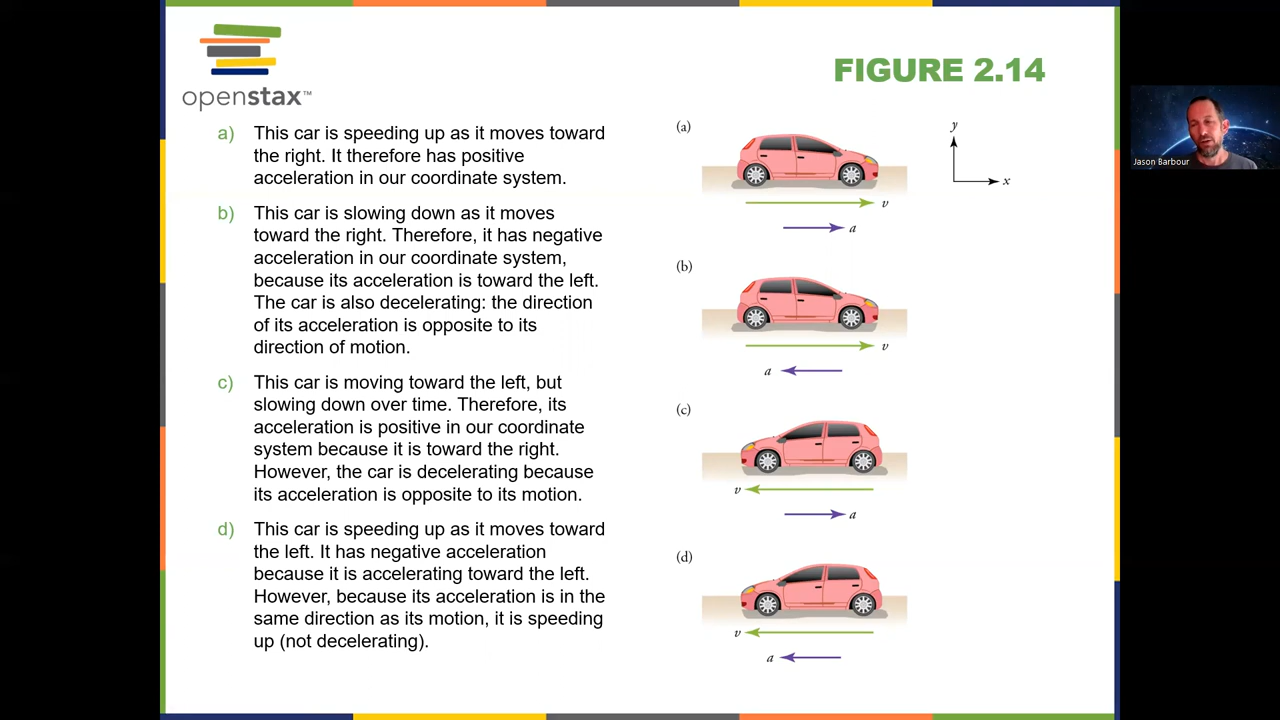 openstax™
FIGURE 2.14
a) This car is speeding up as it moves toward
the right. It therefore has positive
acceleration in our coordinate system.
b) This car is slowing down as it moves
toward the right. Therefore, it has negative
acceleration in our coordinate system,
because its acceleration is toward the left.
The car is also decelerating: the direction
of its acceleration is opposite to its
direction of motion.
c) This car is moving toward the left, but
slowing down over time. Therefore, its
acceleration is positive in our coordinate
system because it is toward the right.
However, the car is decelerating because
its acceleration is opposite to its motion.
d) This car is speeding up as it moves toward
the left. It has negative acceleration
because it is accelerating toward the left.
However, because its acceleration is in the
same direction as its motion, it is speeding
up (not decelerating).
(a)
v
a
y
x
(b)
v
a
(c)
v
a
(d)
v
a
Jason Barbour